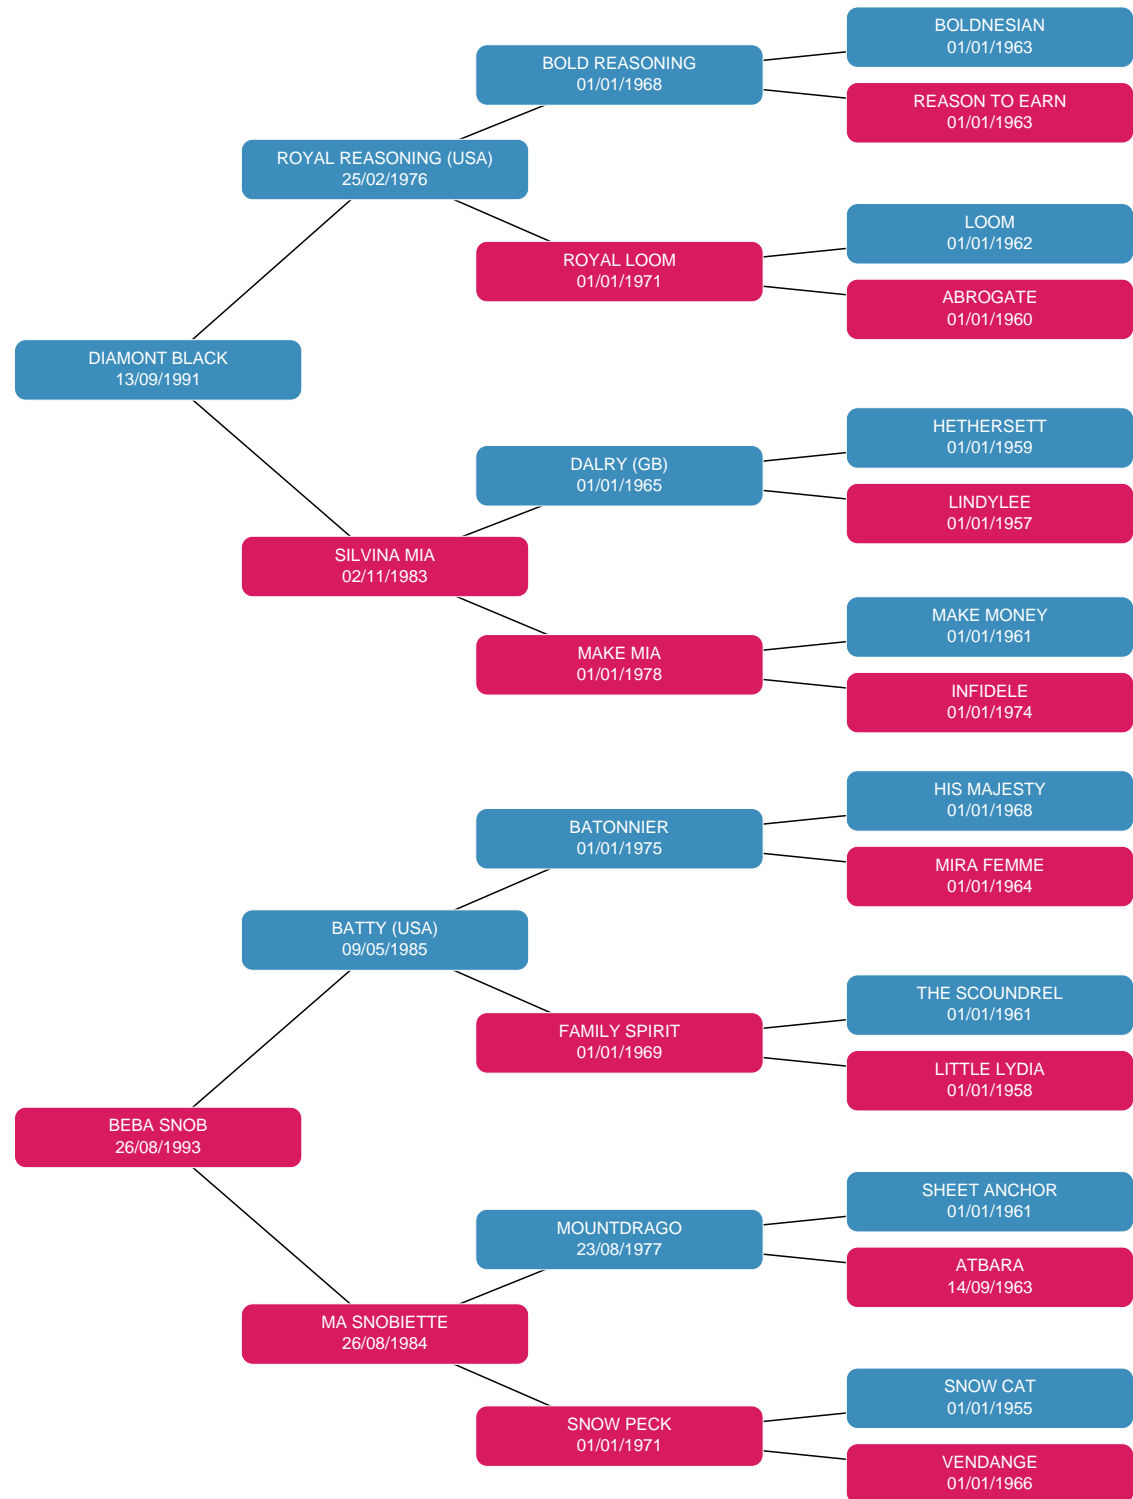 BOLDNESIAN
01/01/1963
BOLD REASONING
01/01/1968
REASON TO EARN
01/01/1963
ROYAL REASONING (USA)
25/02/1976
LOOM
01/01/1962
ROYAL LOOM
01/01/1971
ABROGATE
01/01/1960
DIAMONT BLACK
13/09/1991
HETHERSETT
01/01/1959
DALRY (GB)
01/01/1965
LINDYLEE
01/01/1957
SILVINA MIA
02/11/1983
MAKE MONEY
01/01/1961
MAKE MIA
01/01/1978
INFIDELE
01/01/1974
HIS MAJESTY
01/01/1968
BATONNIER
01/01/1975
MIRA FEMME
01/01/1964
BATTY (USA)
09/05/1985
THE SCOUNDREL
01/01/1961
FAMILY SPIRIT
01/01/1969
LITTLE LYDIA
01/01/1958
BEBA SNOB
26/08/1993
SHEET ANCHOR
01/01/1961
MOUNTDRAGO
23/08/1977
ATBARA
14/09/1963
MA SNOBIETTE
26/08/1984
SNOW CAT
01/01/1955
SNOW PECK
01/01/1971
VENDANGE
01/01/1966